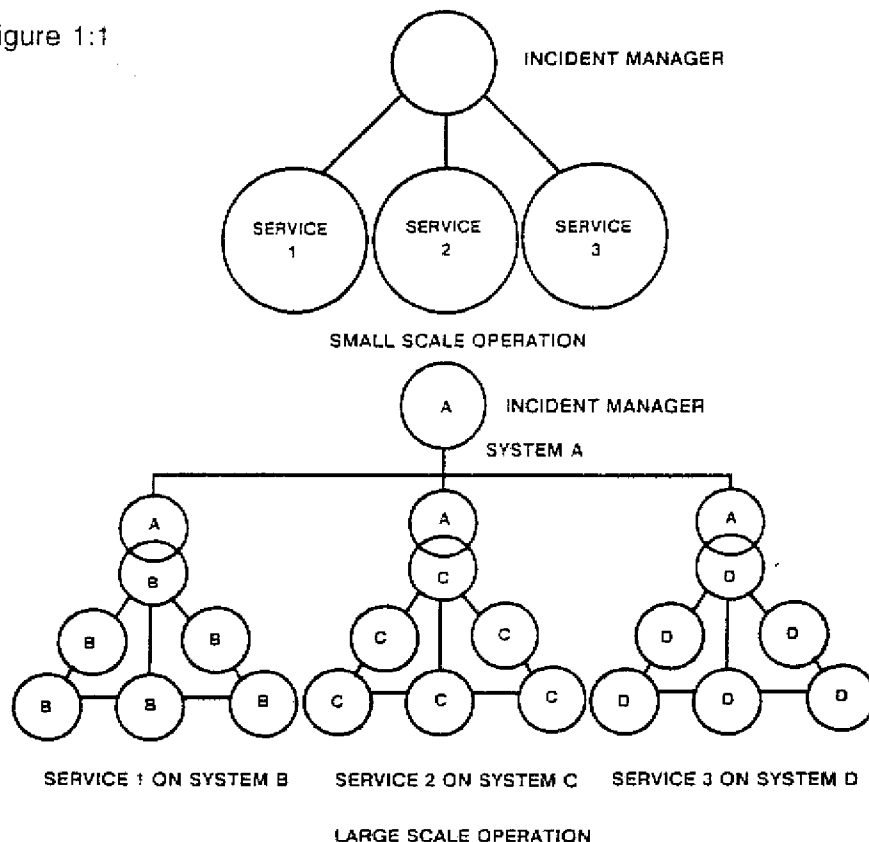 igure 1:1
INCIDENT MANAGER
SERVICE
1
SERVICE
2
SERVICE
3
SMALL SCALE OPERATION
A
INCIDENT MANAGER
SYSTEM A
A
A
A
B
C
D
B
B
C
C
D
D
B
B
B
C
C
C
D
D
D
SERVICE 1 ON SYSTEM B
SERVICE 2 ON SYSTEM C
SERVICE 3 ON SYSTEM D
LARGE SCALE OPERATION